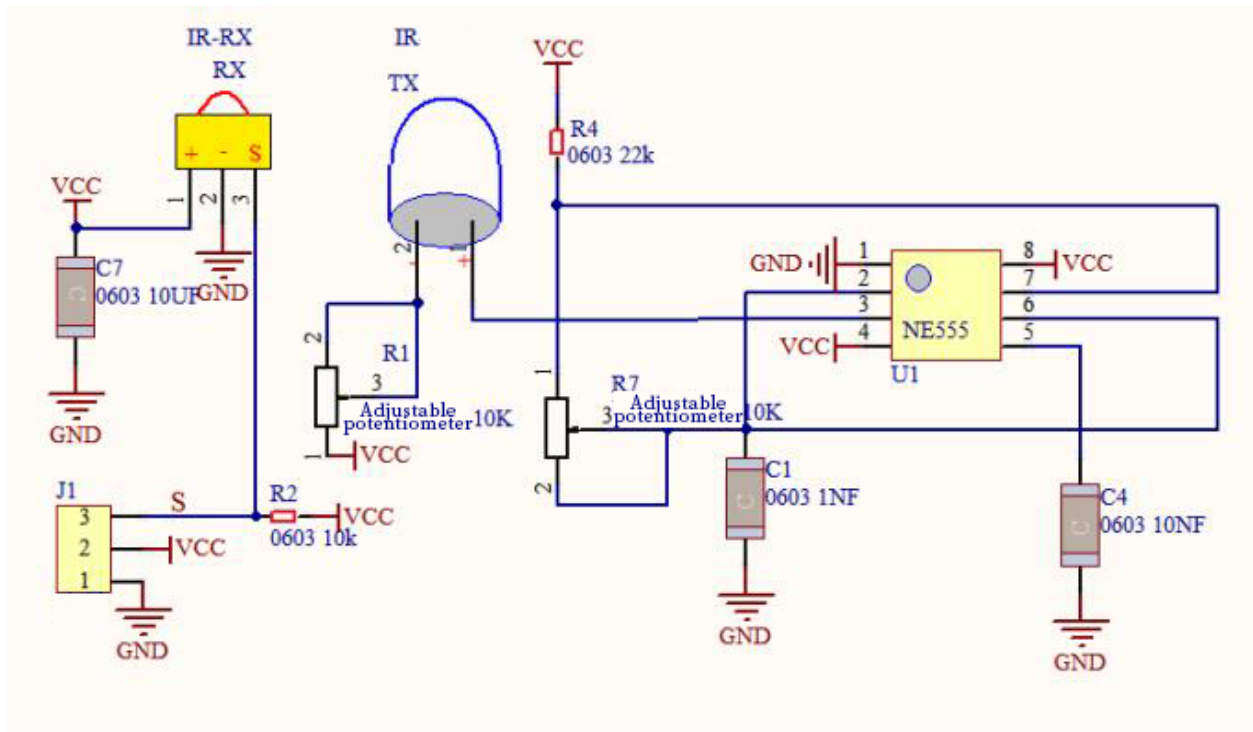 IR-RX
RX
+ - S
1
2
3
VCC
C7
0603 10UF
GND
GND
IR
TX
2
-
1
+
2
R1
3
Adjustable
potentiometer
10K
1
VCC
J1
3
2
1
S
R2
0603 10k
VCC
VCC
GND
VCC
R4
0603 22k
1
R7
3
Adjustable
potentiometer
10K
2
C1
0603 1NF
GND
GND
1
2
3
4
VCC
NE555
U1
8
7
6
5
VCC
C4
0603 10NF
GND